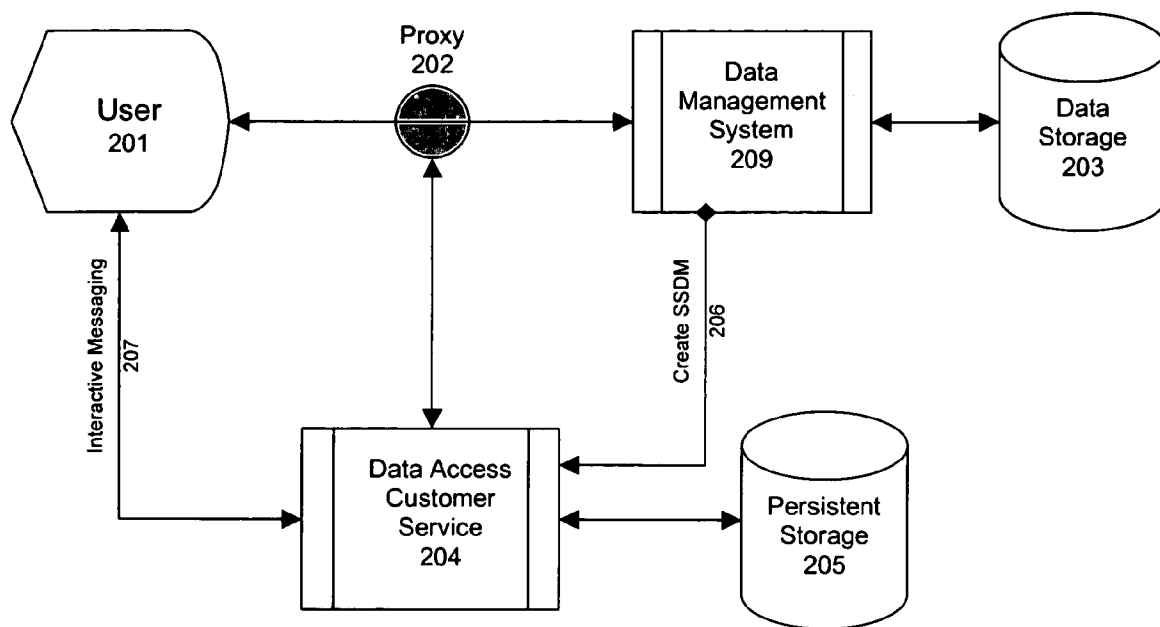 User
201
Proxy
202
Data
Management
System
209
Data
Storage
203
Interactive Messaging
207
Create SSDM
206
Data Access
Customer
Service
204
Persistent
Storage
205